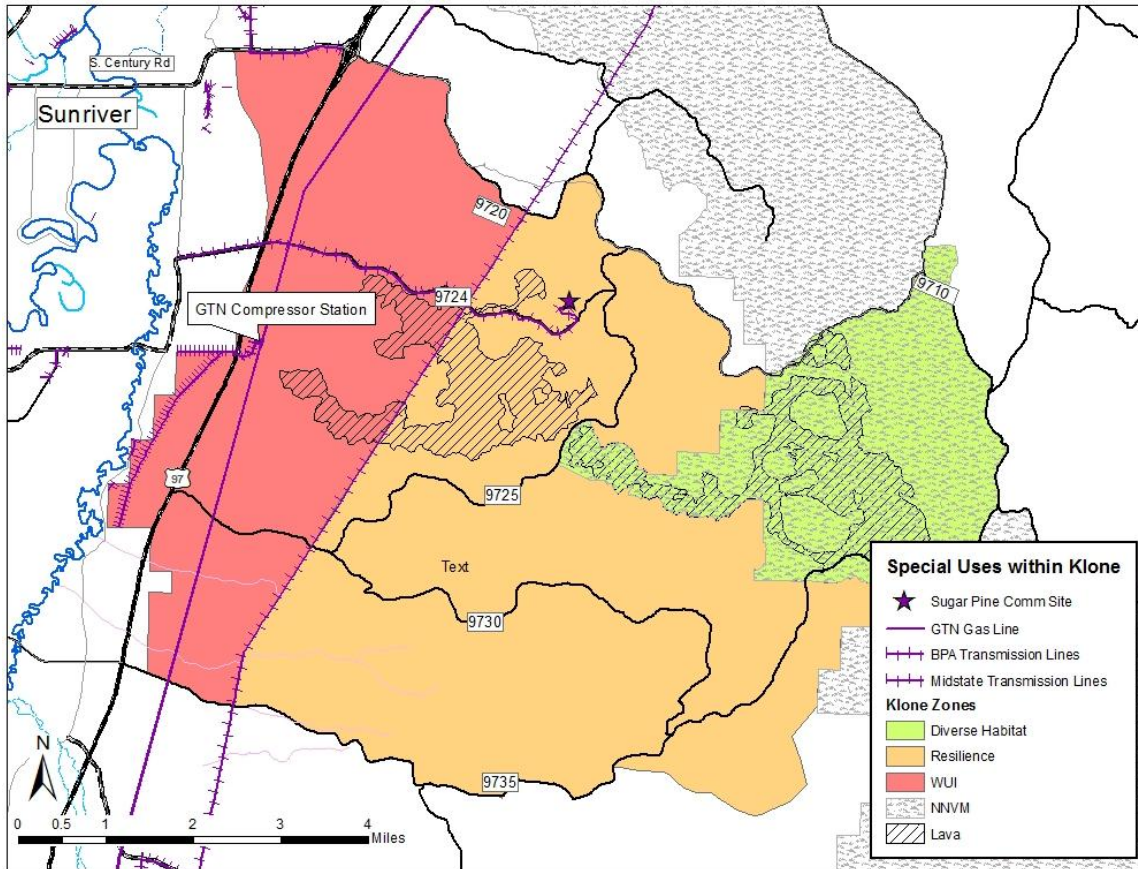 S. Century Rd
Sunriver
9720
9710
9724
GTN Compressor Station
97
9725
Text
9730
9735
N
0 0.5 1 2 3 4
Miles
Special Uses within Klone
Sugar Pine Comm Site
GTN Gas Line
BPA Transmission Lines
Midstate Transmission Lines
Klone Zones
Diverse Habitat
Resilience
WUI
NNVM
Lava